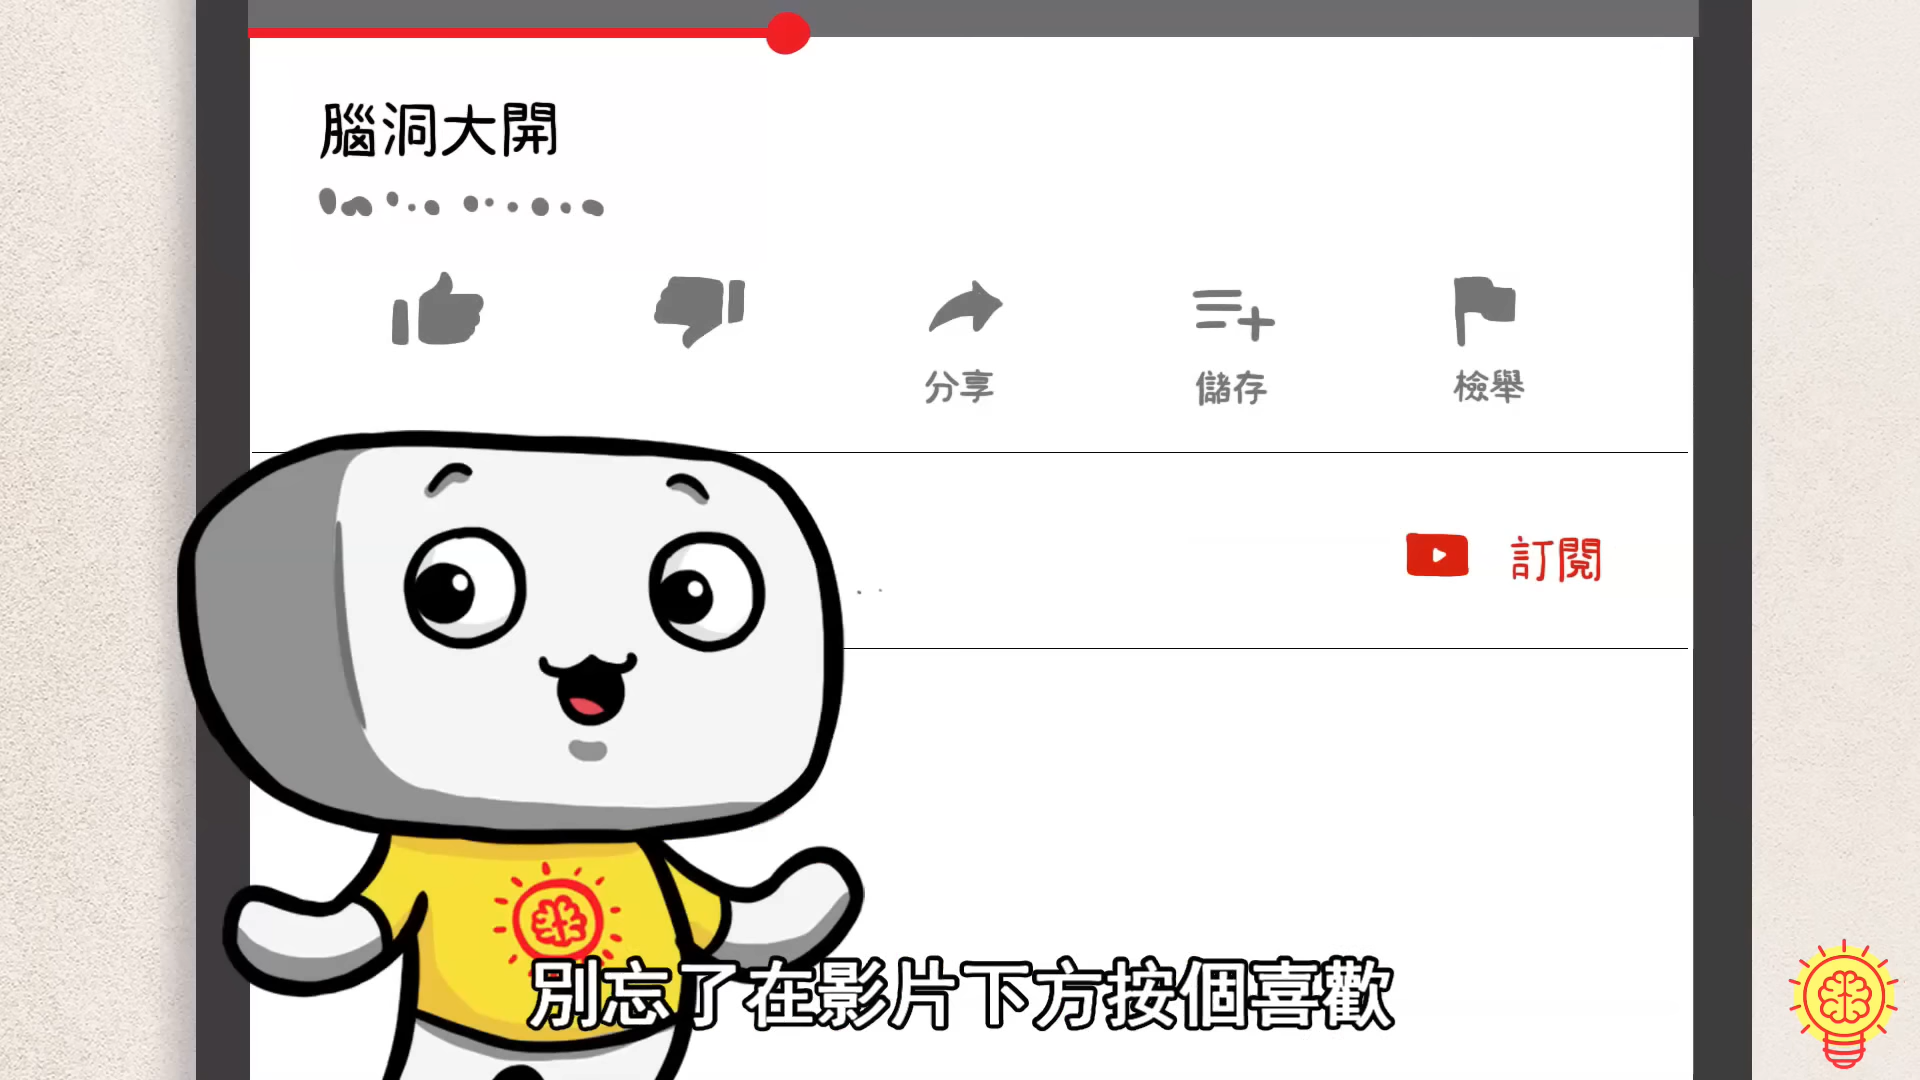 腦洞大開
分享
儲存
檢舉
訂閱
別忘了在影片下方按個喜歡